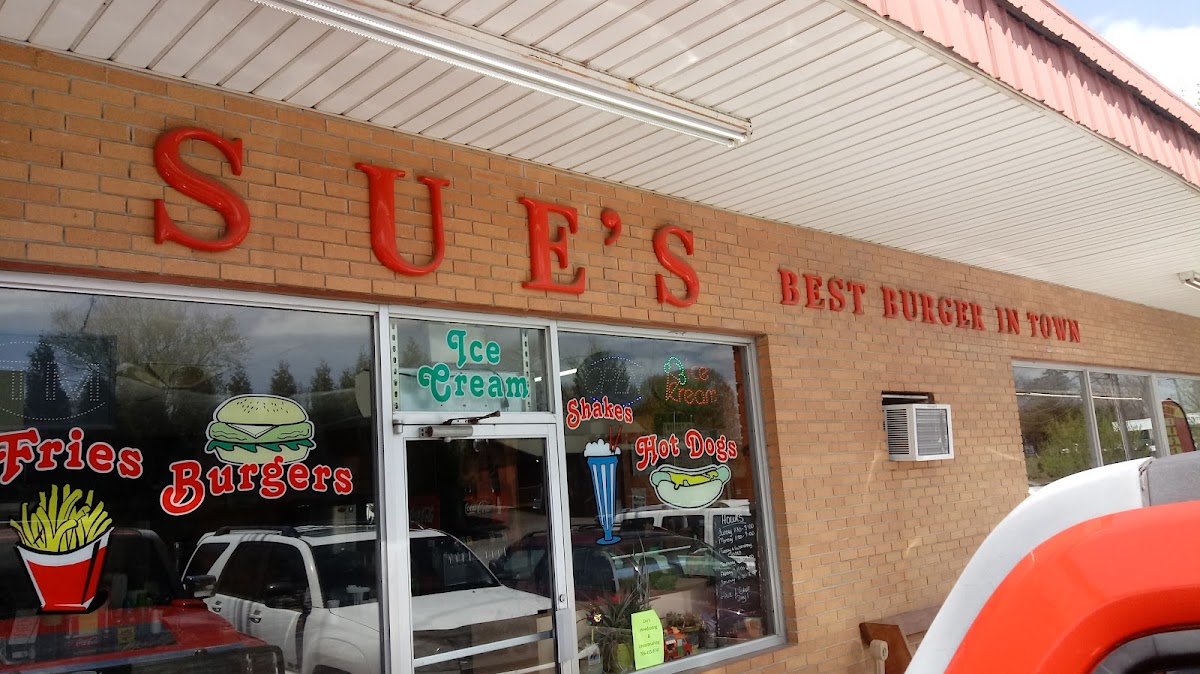 SUE'S
BEST BURGER IN TOWN
Ice
Cream
Fries
Burgers
Shakes
Ice
Kream
Hot Dogs
HOURS